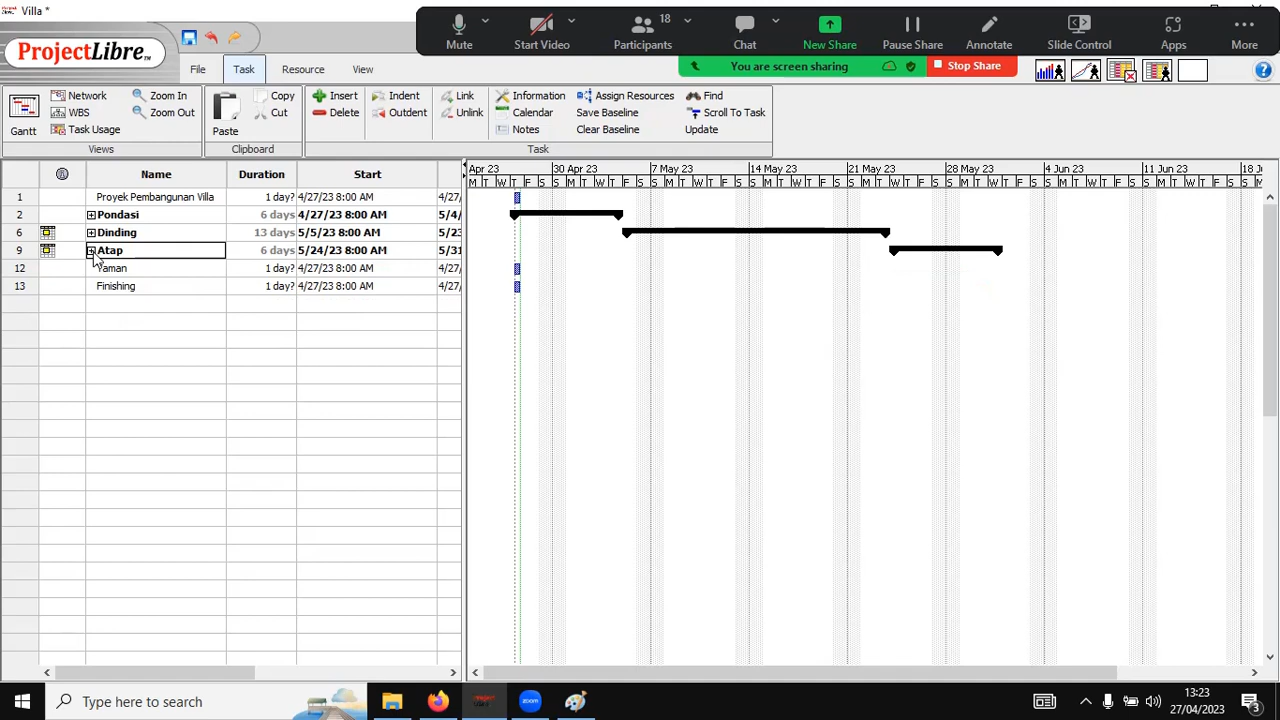 Villa *
18
Mute
Start Video
Participants
Chat
New Share
Pause Share
Annotate
Slide Control
Apps
More
ProjectLibre
You are screen sharing
Stop Share
File
Task
Resource
View
Gantt
Network
WBS
Task Usage
Views
Zoom In
Zoom Out
Paste
Copy
Cut
Clipboard
Insert
Delete
Indent
Outdent
Link
Unlink
Information
Calendar
Notes
Assign Resources
Save Baseline
Clear Baseline
Find
Scroll To Task
Update
Task
Name Duration Start
Apr 23 30 Apr 23 7 May 23 14 May 23 21 May 23 28 May 23 4 Jun 23 11 Jun 23 18 J
M T W T F S S M T W T F S S M T W T F S S M T W T F S S M T W T F S S M T W T F S S M T W T F S S M T W T F S S M
1 Proyek Pembangunan Villa 1 day? 4/27/23 8:00 AM 4/27/
2 Pondasi 6 days 4/27/23 8:00 AM 5/4/
6 Dinding 13 days 5/5/23 8:00 AM 5/23
9 Atap 6 days 5/24/23 8:00 AM 5/31
12 Taman 1 day? 4/27/23 8:00 AM 4/27/
13 Finishing 1 day? 4/27/23 8:00 AM 4/27/
Type here to search
zoom
13:23
27/04/2023
3